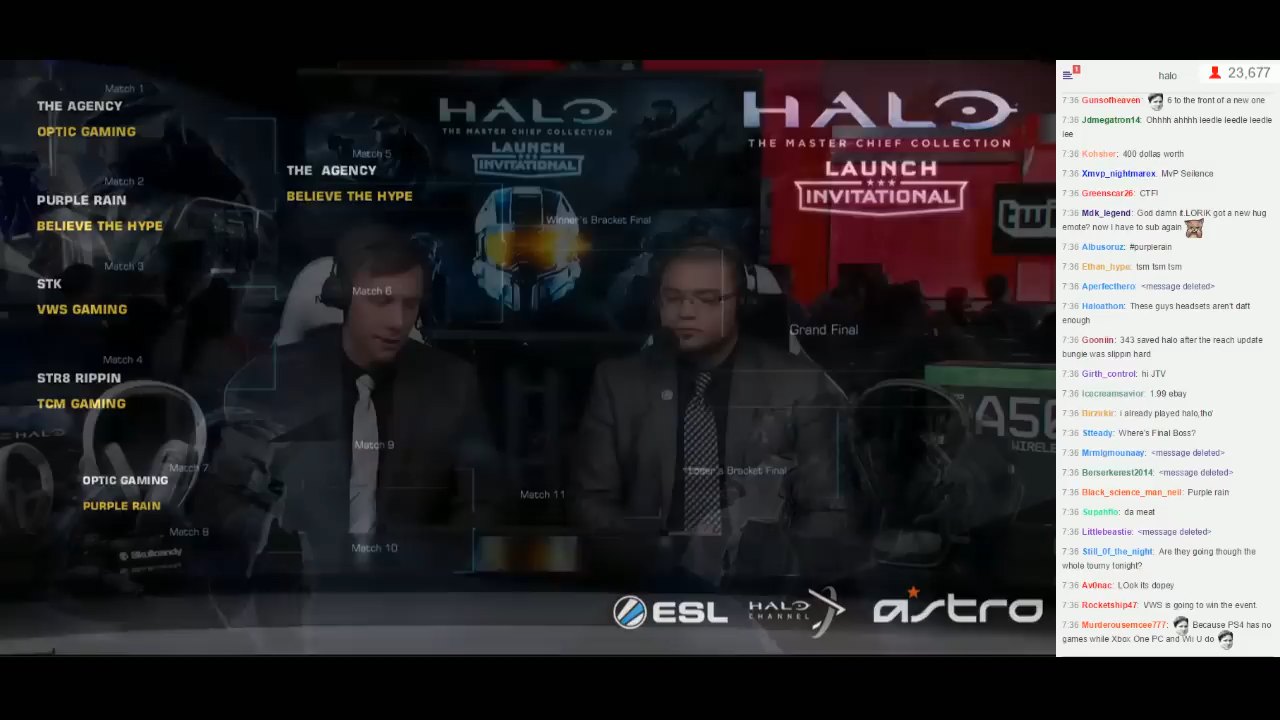 Match 1
THE AGENCY
OPTIC GAMING
Match 2
PURPLE RAIN
BELIEVE THE HYPE
Match 3
STK
VWS GAMING
Match 4
STR8 RIPPIN
TCM GAMING
Match 7
OPTIC GAMING
PURPLE RAIN
Match 8
Match 5
THE AGENCY
BELIEVE THE HYPE
Match 6
Match 9
Match 10
HALO
THE MASTER CHIEF COLLECTION
LAUNCH
INVITATIONAL
Winner's Bracket Final
Match 11
Loser's Bracket Final
Grand Final
HALO
THE MASTER CHIEF COLLECTION
LAUNCH
INVITATIONAL
HALO
A50
WIRELE
ESL
HALO
CHANNEL
ASTRO
1
halo
23,677
7:36 Gunsofheaven: 6 to the front of a new one
7:36 Jdmegatron14: Ohhhh ahhhh leedle leedle leedle
lee
7:36 Kohsher: 400 dollas worth
7:36 Xmvp_nightmarex: MvP Seilence
7:36 Greenscar26: CTF!
7:36 Mdk_legend: God damn it.LORIK got a new hug
emote? now I have to sub again
7:36 Albusoruz: #purplerain
7:36 Ethan_hype: tsm tsm tsm
7:36 Aperfecthero: <message deleted>
7:36 Haloathon: These guys headsets aren't daft
enough
7:36 Gooniin: 343 saved halo after the reach update
bungie was slippin hard
7:36 Girth_control: hi JTV
7:36 Icecreamsavior: 1.99 ebay
7:36 Birzirkir: i already played halo,tho'
7:36 Stteady: Where's Final Boss?
7:36 Mrmigmounaay: <message deleted>
7:36 Berserkerest2014: <message deleted>
7:36 Black_science_man_neil: Purple rain
7:36 Supahflo: da meat
7:36 Littlebeastie: <message deleted>
7:36 Still_0f_the_night: Are they going though the
whole tourny tonight?
7:36 Av0nac: LOok its dopey
7:36 Rocketship47: VWS is going to win the event.
7:36 Murderousemcee777: Because PS4 has no
games while Xbox One PC and Wii U do